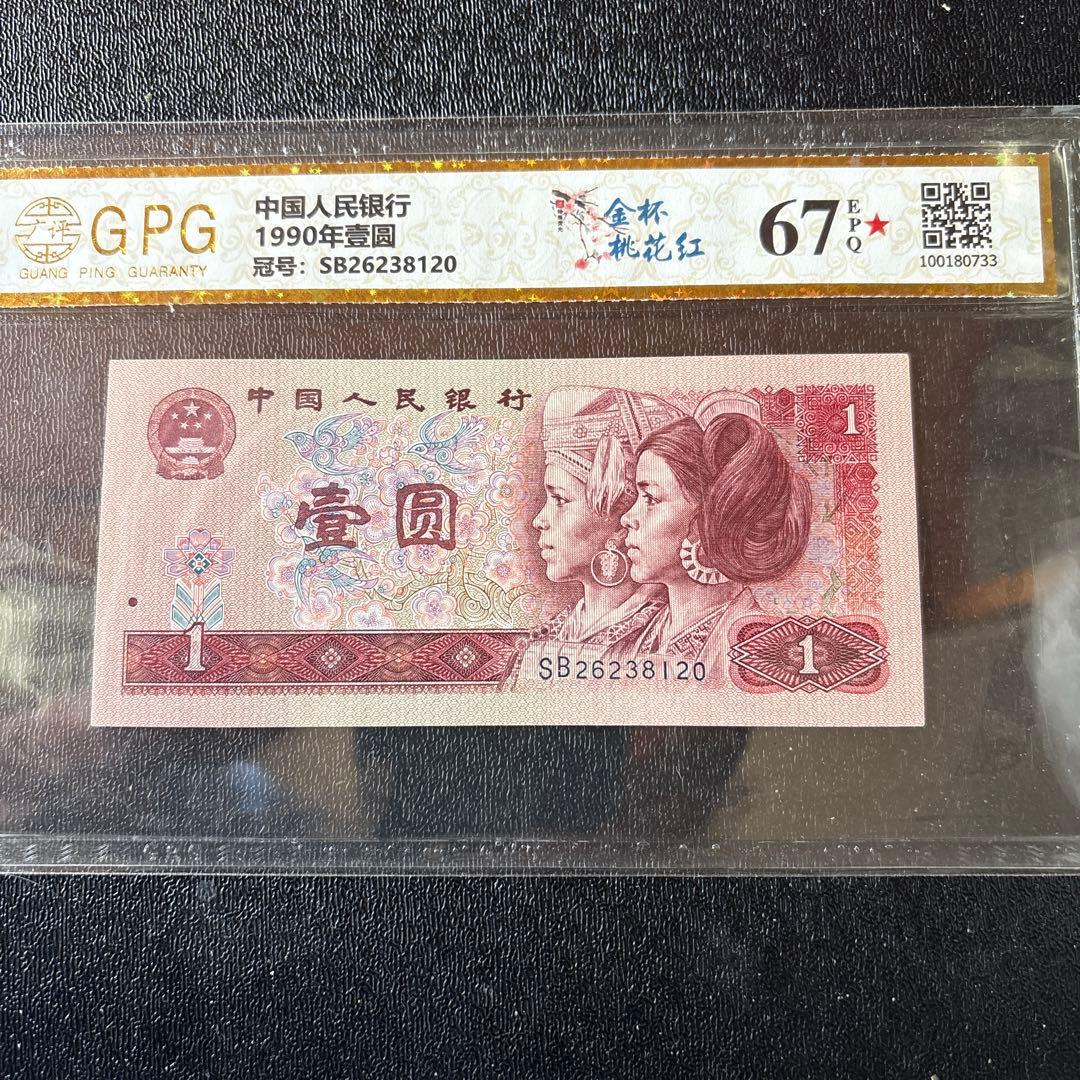 广评
GPG
GUANG PING GUARANTY
中国人民银行
1990年壹圆
冠号：SB26238120
金杯
桃花红
67
EPQ
100180733
中国人民银行
1
壹圆
1
SB26238120
1